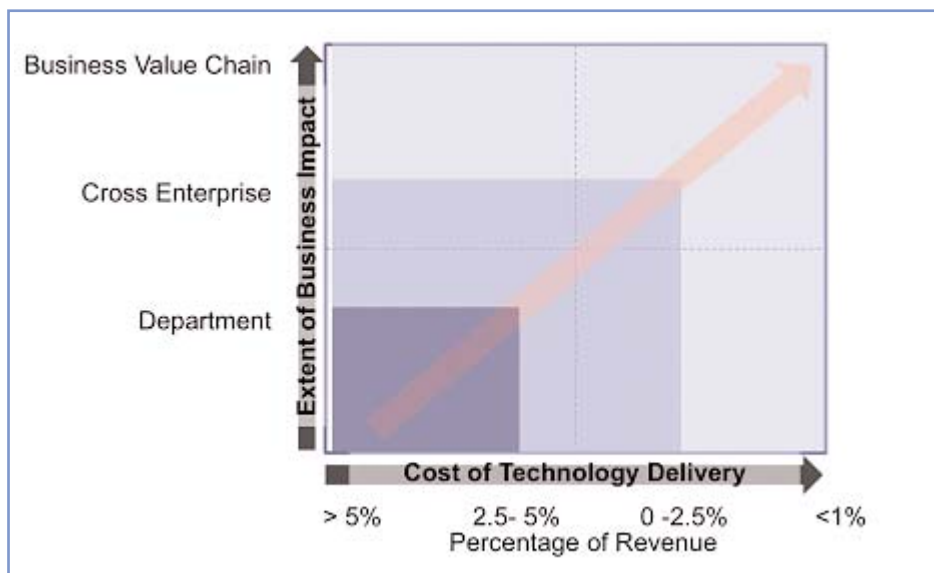 Business Value Chain
Cross Enterprise
Department
Extent of Business Impact
Cost of Technology Delivery
> 5%
2.5- 5%
0 -2.5%
<1%
Percentage of Revenue